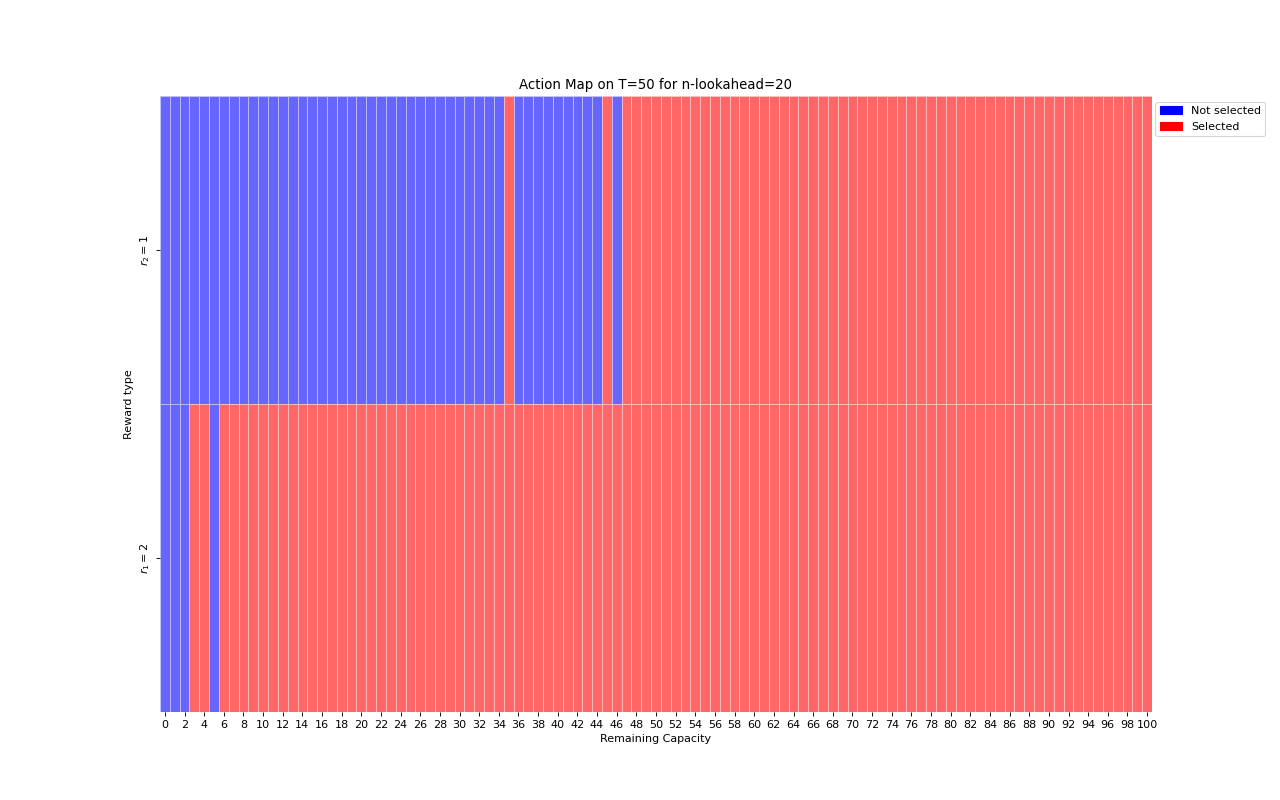 Action Map on T=50 for n-lookahead=20
Not selected
Selected
r₂ = 1
Reward type
r₁ = 2
0 2 4 6 8 10 12 14 16 18 20 22 24 26 28 30 32 34 36 38 40 42 44 46 48 50 52 54 56 58 60 62 64 66 68 70 72 74 76 78 80 82 84 86 88 90 92 94 96 98 100
Remaining Capacity